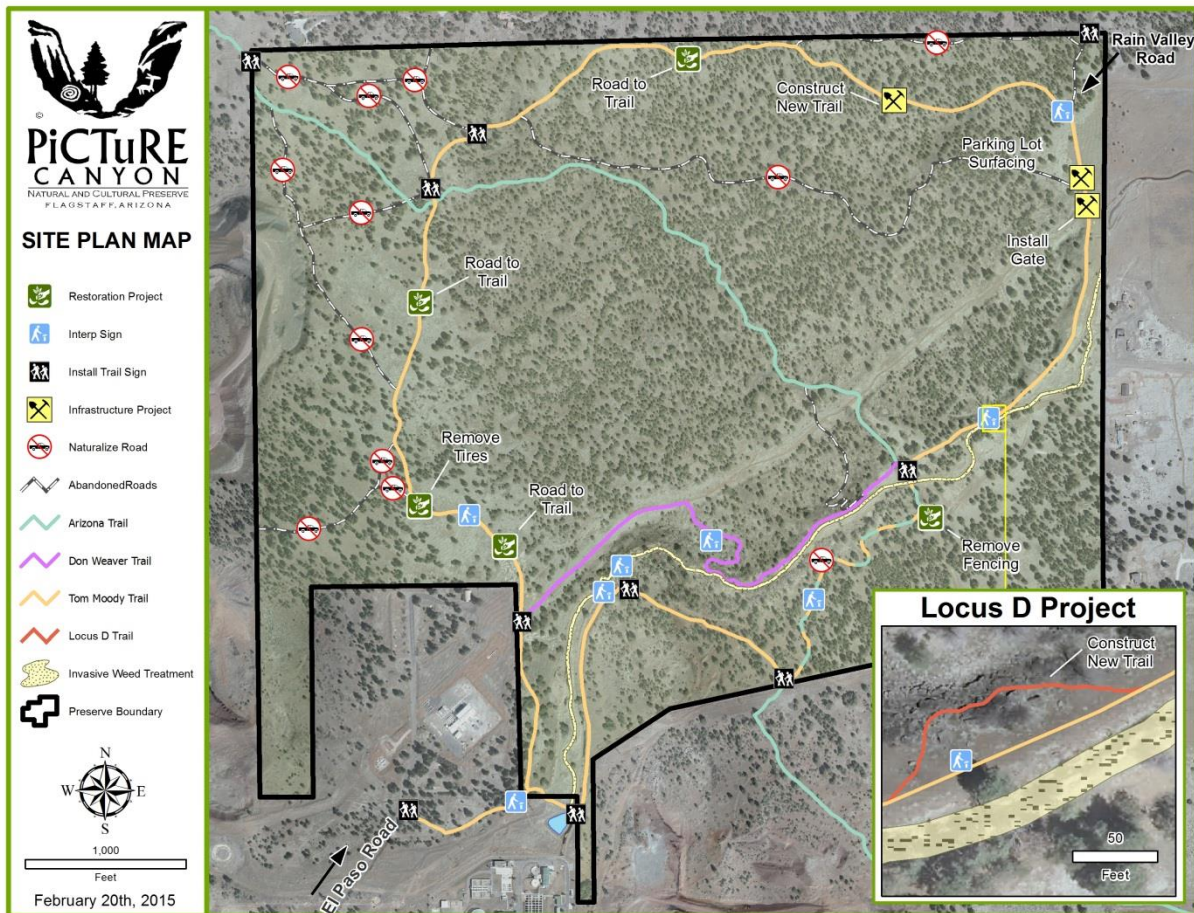 ©
PiCTuRE
CANYON
NATURAL AND CULTURAL PRESERVE
FLAGSTAFF, ARIZONA
SITE PLAN MAP
Restoration Project
Interp Sign
Install Trail Sign
Infrastructure Project
Naturalize Road
AbandonedRoads
Arizona Trail
Don Weaver Trail
Tom Moody Trail
Locus D Trail
Invasive Weed Treatment
Preserve Boundary
N
W E
S
1,000
Feet
February 20th, 2015
Rain Valley
Road
Road to
Trail
Construct
New Trail
Parking Lot
Surfacing
Install
Gate
Road to
Trail
Remove
Tires
Road to
Trail
Remove
Fencing
El Paso Road
Locus D Project
Construct
New Trail
50
Feet